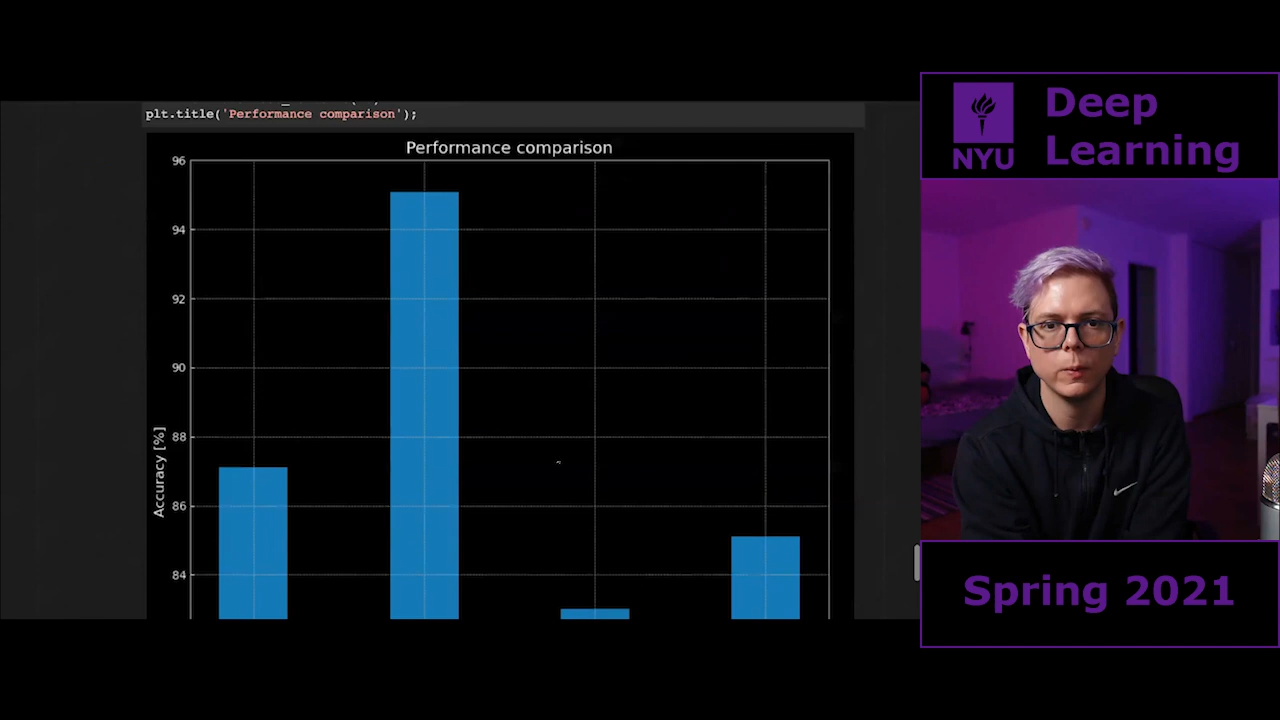 plt.title('Performance comparison');
Performance comparison
96
94
92
90
88
86
84
Accuracy [%]
NYU
Deep
Learning
Spring 2021